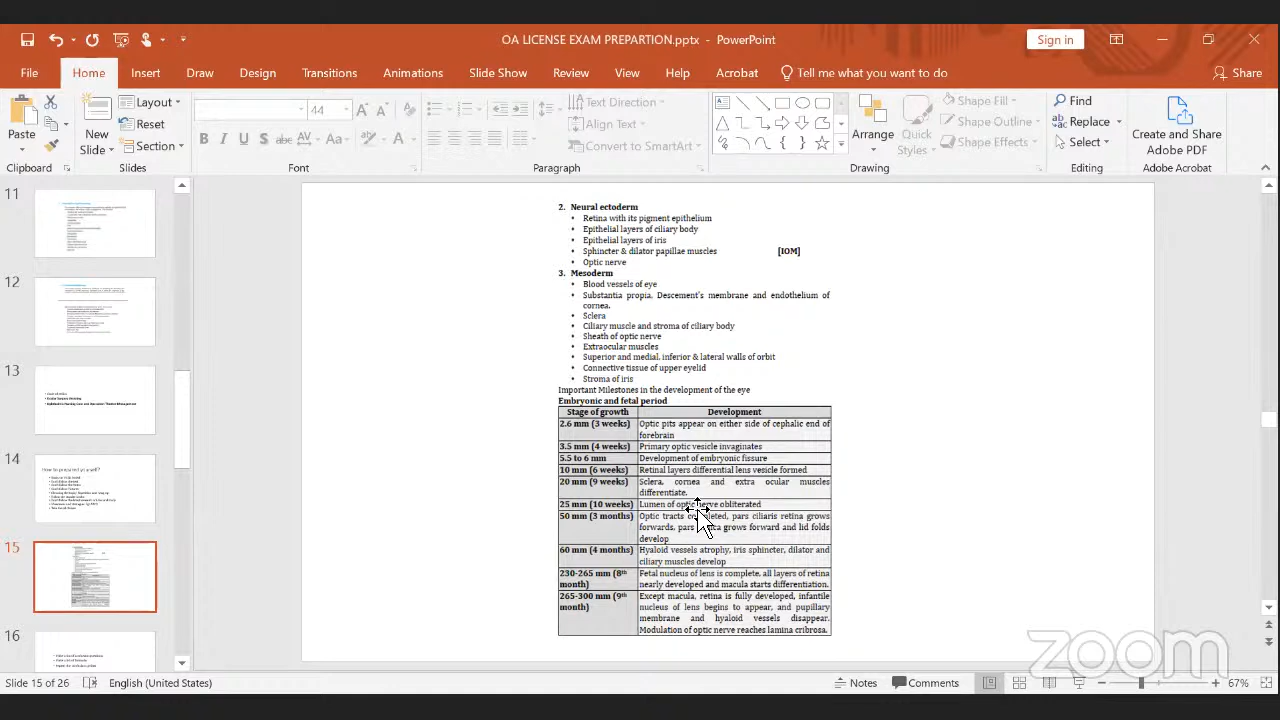 OA LICENSE EXAM PREPARTION.pptx - PowerPoint
Sign in
File Home Insert Draw Design Transitions Animations Slide Show Review View Help Acrobat Tell me what you want to do Share
Paste
Clipboard
New Slide
Layout
Reset
Section
Slides
44
Font
Text Direction
Align Text
Convert to SmartArt
Paragraph
Arrange
Quick Styles
Shape Fill
Shape Outline
Shape Effects
Drawing
Find
Replace
Select
Editing
Create and Share Adobe PDF
Adobe Acrobat
11
12
13
14
How to prepared yourself?
15
16
2. Neural ectoderm
• Retina with its pigment epithelium
• Epithelial layers of ciliary body
• Epithelial layers of iris
• Sphincter & dilator papillae muscles [IOM]
• Optic nerve
3. Mesoderm
• Blood vessels of eye
• Substantia propia, Descement's membrane and endothelium of
cornea.
• Sclera
• Ciliary muscle and stroma of ciliary body
• Sheath of optic nerve
• Extraocular muscles
• Superior and medial, inferior & lateral walls of orbit
• Connective tissue of upper eyelid
• Stroma of iris
Important Milestones in the development of the eye
Embryonic and fetal period
Stage of growth Development
2.6 mm (3 weeks) Optic pits appear on either side of cephalic end of
forebrain
3.5 mm (4 weeks) Primary optic vesicle invaginates
5.5 to 6 mm Development of embryonic fissure
10 mm (6 weeks) Retinal layers differential lens vesicle formed
20 mm (9 weeks) Sclera, cornea and extra ocular muscles
differentiate.
25 mm (10 weeks) Lumen of optic nerve obliterated
50 mm (3 months) Optic tracts completed, pars ciliaris retina grows
forwards, pars grows forward and lid folds
develop
60 mm (4 months) Hyaloid vessels atrophy, iris sphincter, dilator and
ciliary muscles develop
230-265 mm (8th month) Fetal nucleus of lens is complete, all layers of retina
nearly developed and macula starts differentiation.
265-300 mm (9th month) Except macula, retina is fully developed, infantile
nucleus of lens begins to appear, and pupillary
membrane and hyaloid vessels disappear.
Modulation of optic nerve reaches lamina cribrosa.
zoom
Slide 15 of 26 English (United States) Notes Comments 67%